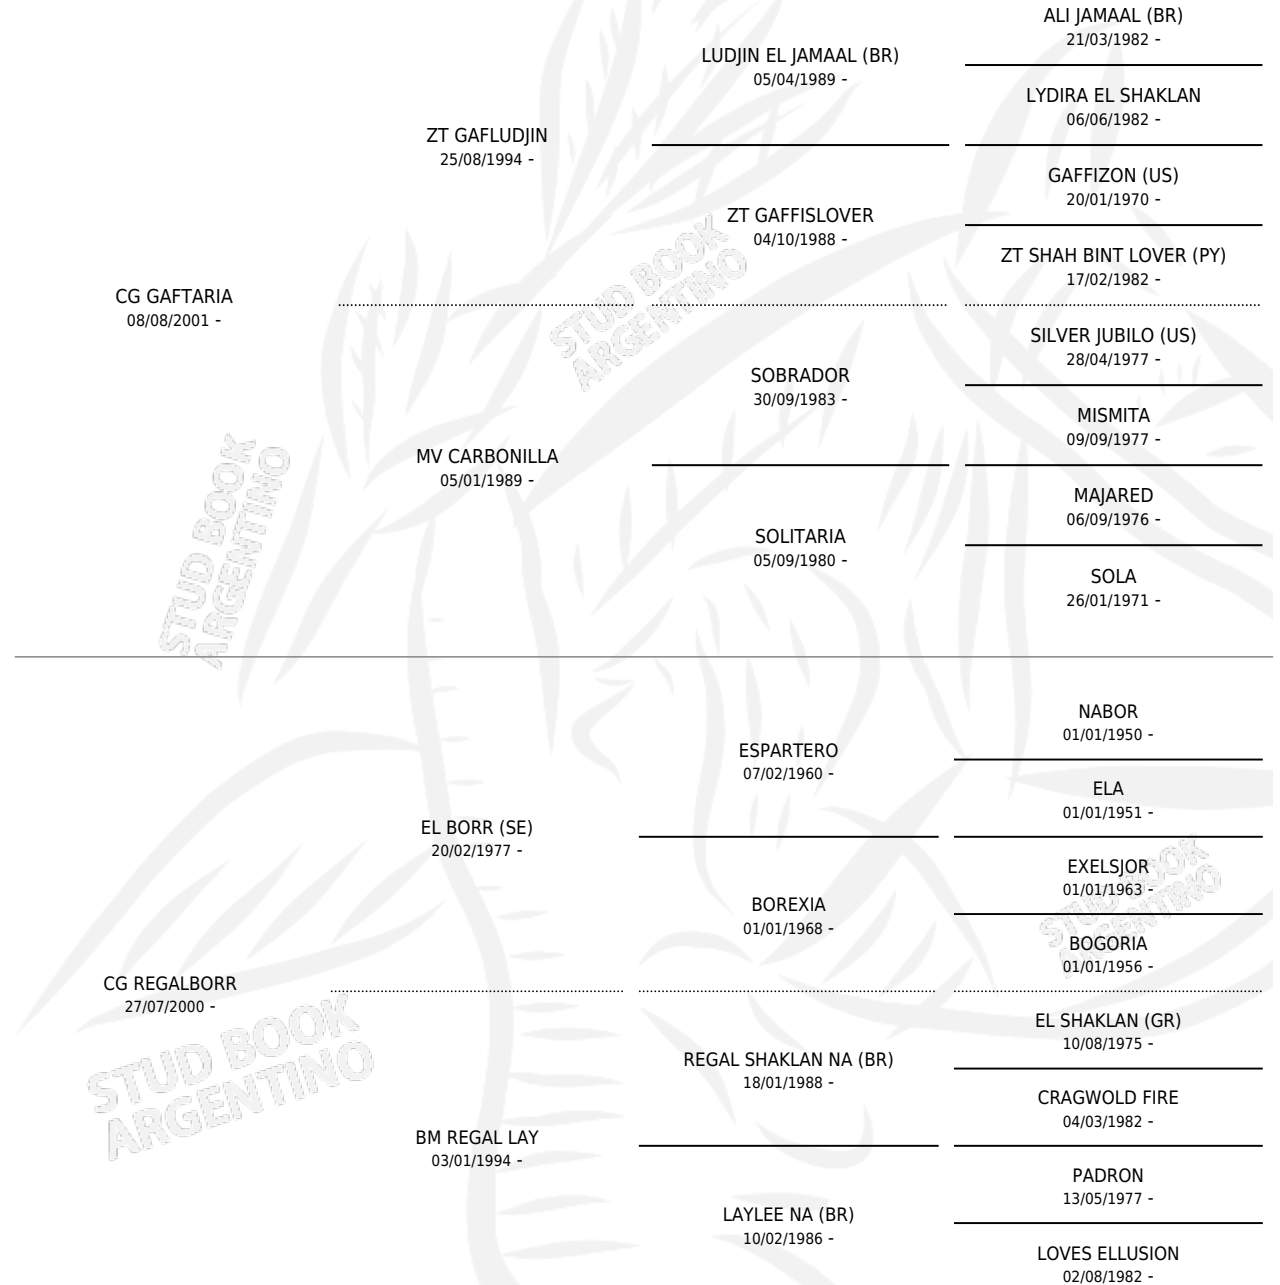 ALI JAMAAL (BR)
21/03/1982 -
LUDJIN EL JAMAAL (BR)
05/04/1989 -
LYDIRA EL SHAKLAN
06/06/1982 -
ZT GAFLUDJIN
25/08/1994 -
GAFFIZON (US)
20/01/1970 -
ZT GAFFISLOVER
04/10/1988 -
ZT SHAH BINT LOVER (PY)
17/02/1982 -
CG GAFTARIA
08/08/2001 -
STUD BOOK
ARGENTINO
SILVER JUBILO (US)
28/04/1977 -
SOBRADOR
30/09/1983 -
MISMITA
09/09/1977 -
MV CARBONILLA
05/01/1989 -
MAJARED
06/09/1976 -
SOLITARIA
05/09/1980 -
SOLA
26/01/1971 -
STUD BOOK
ARGENTINO
NABOR
01/01/1950 -
ESPARTERO
07/02/1960 -
ELA
01/01/1951 -
EL BORR (SE)
20/02/1977 -
EXELSJOR
01/01/1963 -
BOREXIA
01/01/1968 -
BOGORIA
01/01/1956 -
STUD BOOK
ARGENTINO
CG REGALBORR
27/07/2000 -
EL SHAKLAN (GR)
10/08/1975 -
REGAL SHAKLAN NA (BR)
18/01/1988 -
CRAGWOLD FIRE
04/03/1982 -
STUD BOOK
ARGENTINO
BM REGAL LAY
03/01/1994 -
PADRON
13/05/1977 -
LAYLEE NA (BR)
10/02/1986 -
LOVES ELLUSION
02/08/1982 -